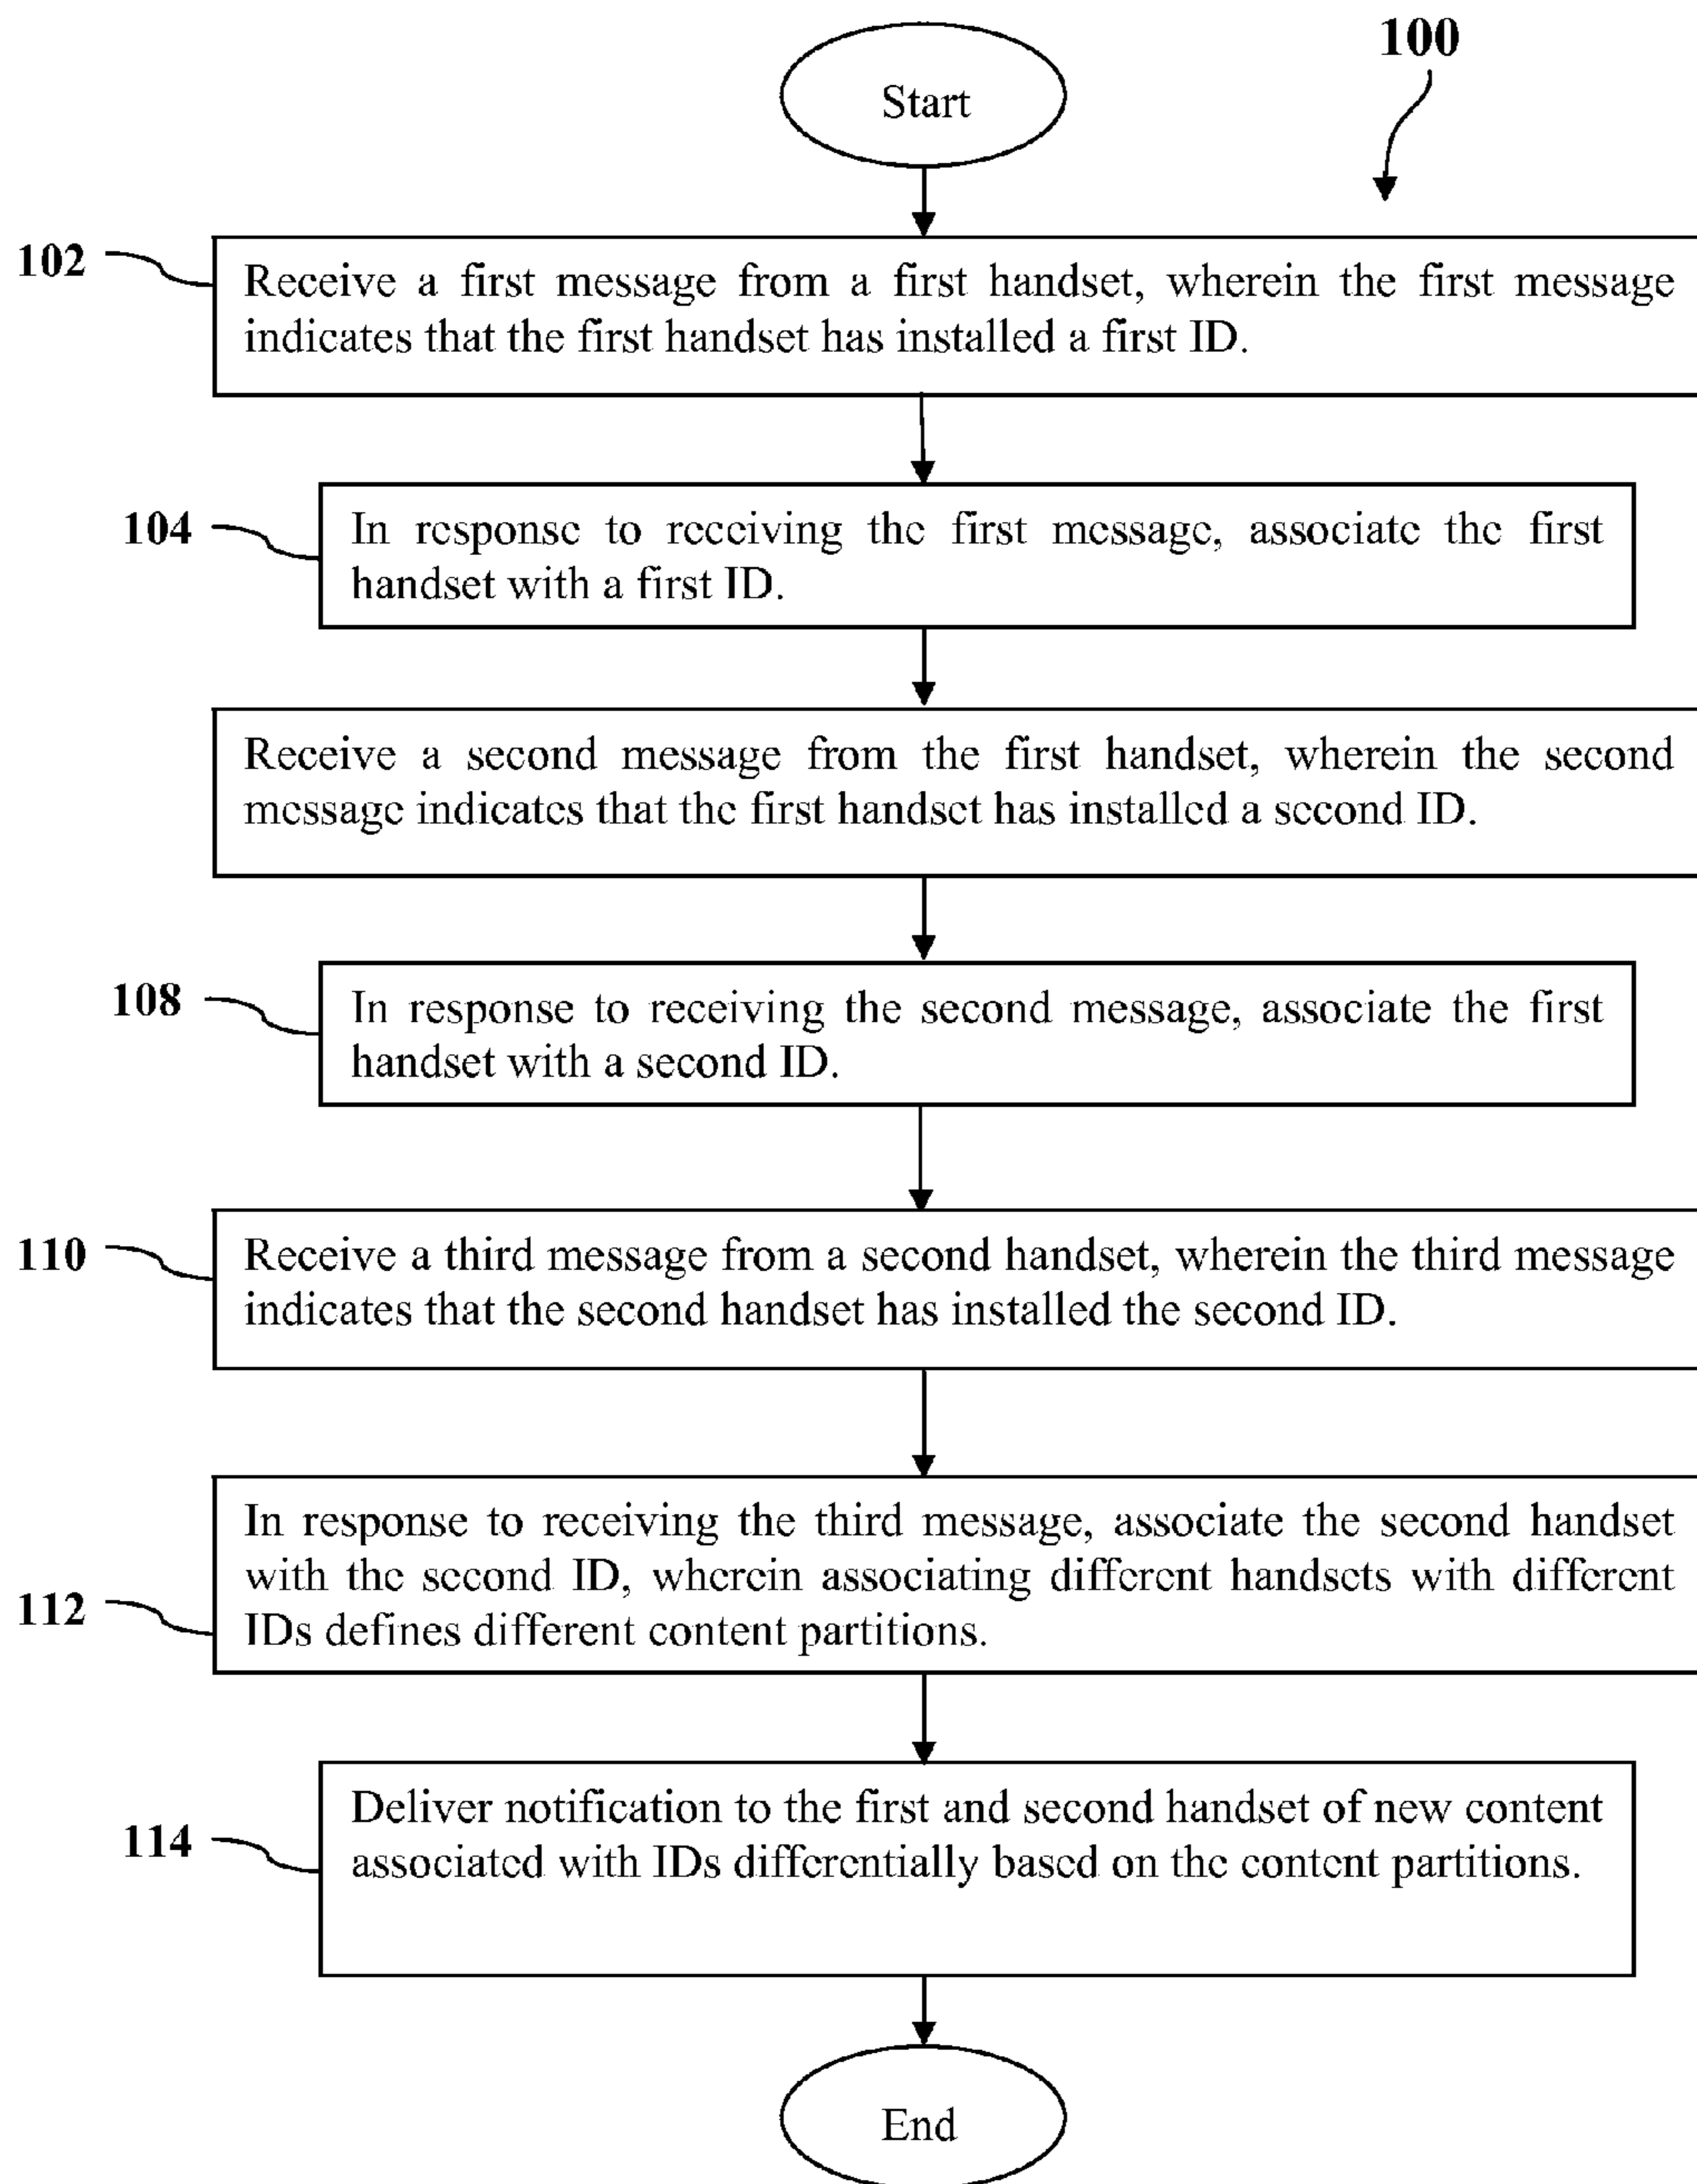 100
Start
102
Receive a first message from a first handset, wherein the first message
indicates that the first handset has installed a first ID.
104
In response to receiving the first message, associate the first
handset with a first ID.
Receive a second message from the first handset, wherein the second
message indicates that the first handset has installed a second ID.
108
In response to receiving the second message, associate the first
handset with a second ID.
110
Receive a third message from a second handset, wherein the third message
indicates that the second handset has installed the second ID.
112
In response to receiving the third message, associate the second handset
with the second ID, wherein associating different handsets with different
IDs defines different content partitions.
114
Deliver notification to the first and second handset of new content
associated with IDs differentially based on the content partitions.
End